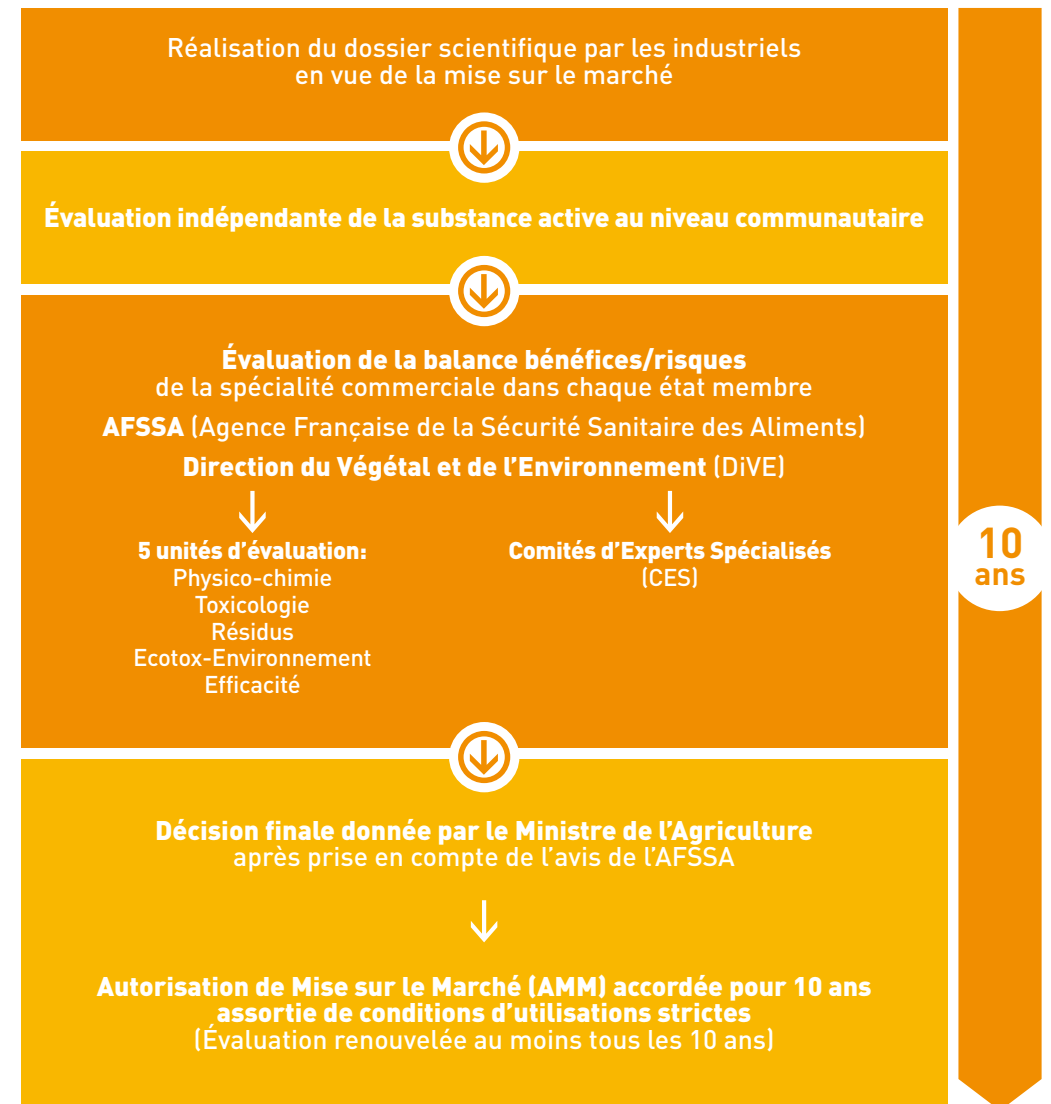 Réalisation du dossier scientifique par les industriels
en vue de la mise sur le marché
Évaluation indépendante de la substance active au niveau communautaire
Évaluation de la balance bénéfices/risques
de la spécialité commerciale dans chaque état membre
AFSSA (Agence Française de la Sécurité Sanitaire des Aliments)
Direction du Végétal et de l'Environnement (DiVE)
5 unités d'évaluation:
Physico-chimie
Toxicologie
Résidus
Ecotox-Environnement
Efficacité
Comités d'Experts Spécialisés
(CES)
10
ans
Décision finale donnée par le Ministre de l'Agriculture
après prise en compte de l'avis de l'AFSSA
Autorisation de Mise sur le Marché (AMM) accordée pour 10 ans
assortie de conditions d'utilisations strictes
(Évaluation renouvelée au moins tous les 10 ans)